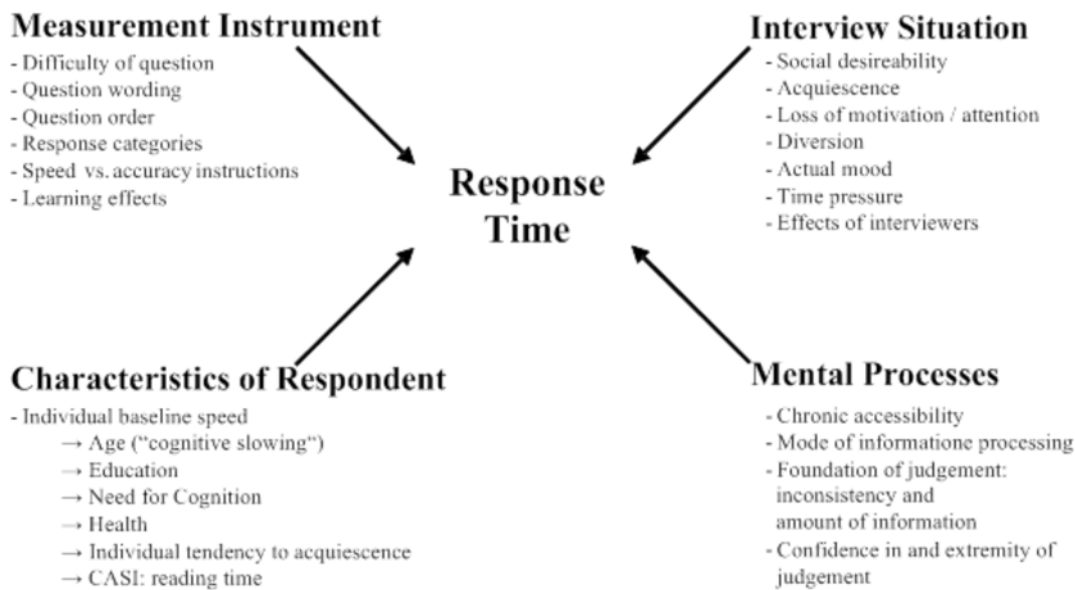 Measurement Instrument
- Difficulty of question
- Question wording
- Question order
- Response categories
- Speed vs. accuracy instructions
- Learning effects
Interview Situation
- Social desireability
- Acquiescence
- Loss of motivation / attention
- Diversion
- Actual mood
- Time pressure
- Effects of interviewers
Response
Time
Characteristics of Respondent
- Individual baseline speed
→ Age ("cognitive slowing")
→ Education
→ Need for Cognition
→ Health
→ Individual tendency to acquiescence
→ CASI: reading time
Mental Processes
- Chronic accessibility
- Mode of informatione processing
- Foundation of judgement:
inconsistency and
amount of information
- Confidence in and extremity of
judgement